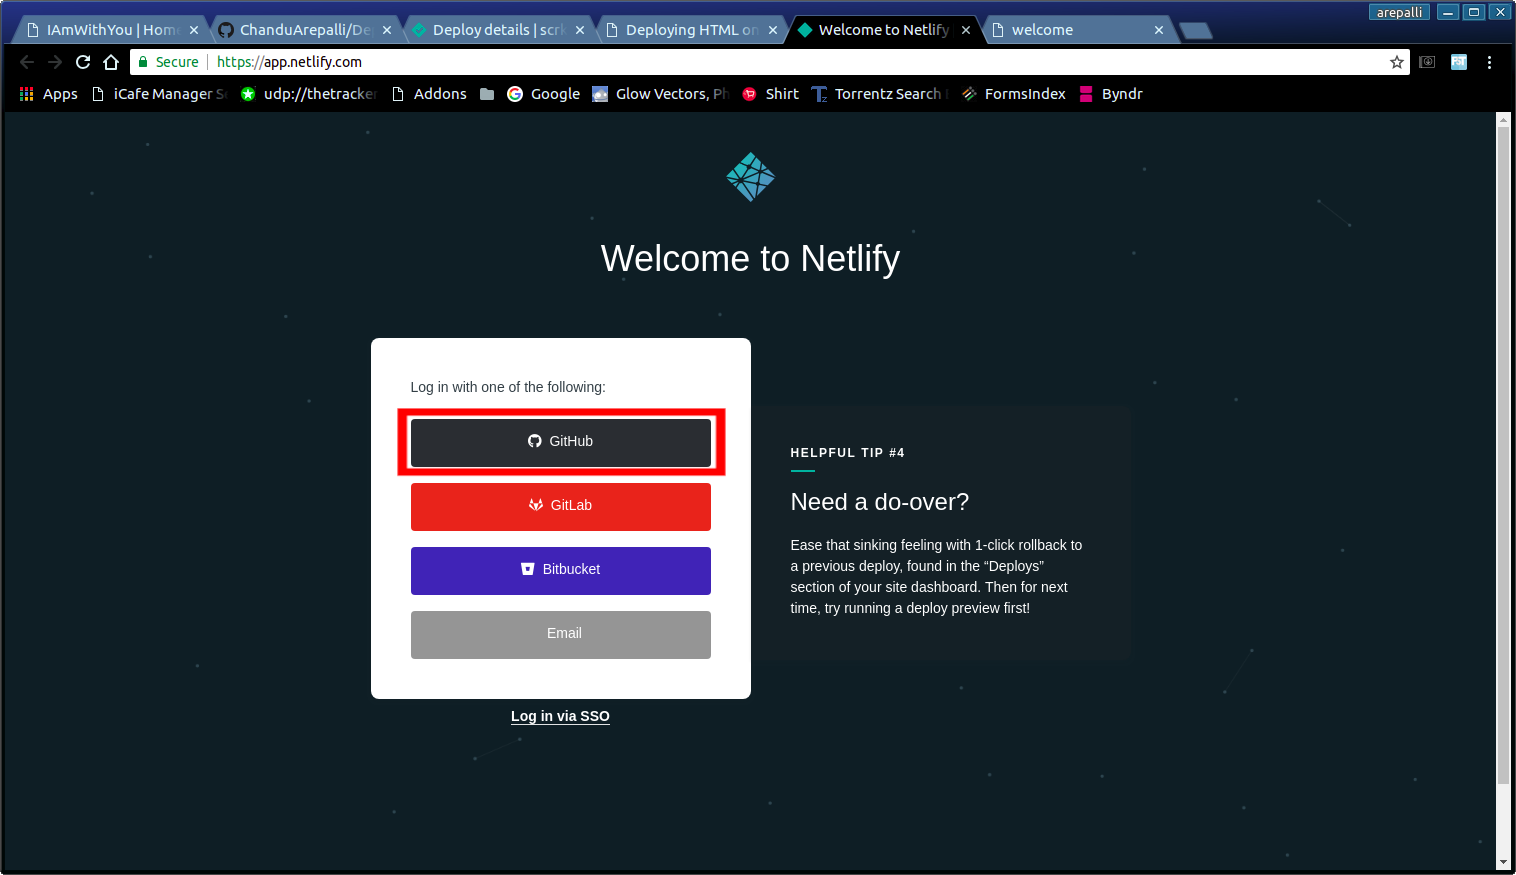 arepalli
IAmWithYou | Hom
ChanduArepalli/De
Deploy details | scrk
Deploying HTML on
Welcome to Netlify
welcome
Secure
https://app.netlify.com
Apps
iCafe Manager S
udp://thetracker
Addons
Google
Glow Vectors, Ph
Shirt
Torrentz Search
FormsIndex
Byndr
Welcome to Netlify
Log in with one of the following:
GitHub
GitLab
Bitbucket
Email
Log in via SSO
HELPFUL TIP #4
Need a do-over?
Ease that sinking feeling with 1-click rollback to
a previous deploy, found in the “Deploys”
section of your site dashboard. Then for next
time, try running a deploy preview first!